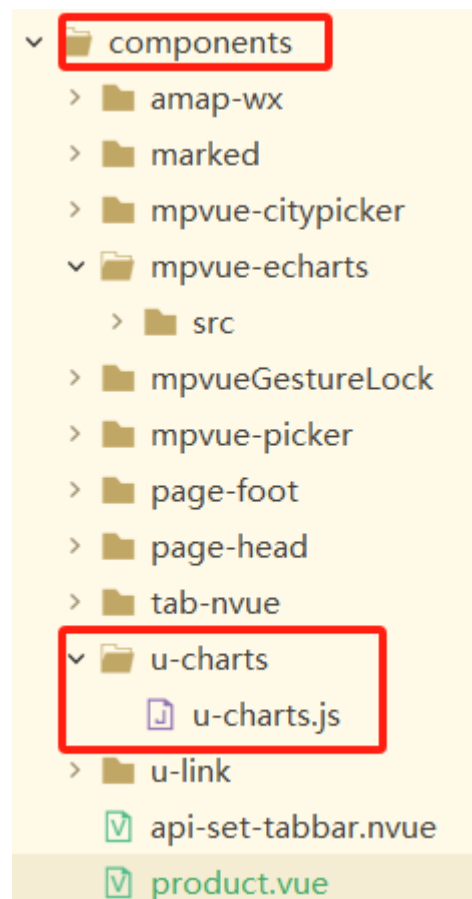 components
amap-wx
marked
mpvue-citypicker
mpvue-echarts
src
mpvueGestureLock
mpvue-picker
page-foot
page-head
tab-nvue
u-charts
u-charts.js
u-link
api-set-tabbar.nvue
product.vue